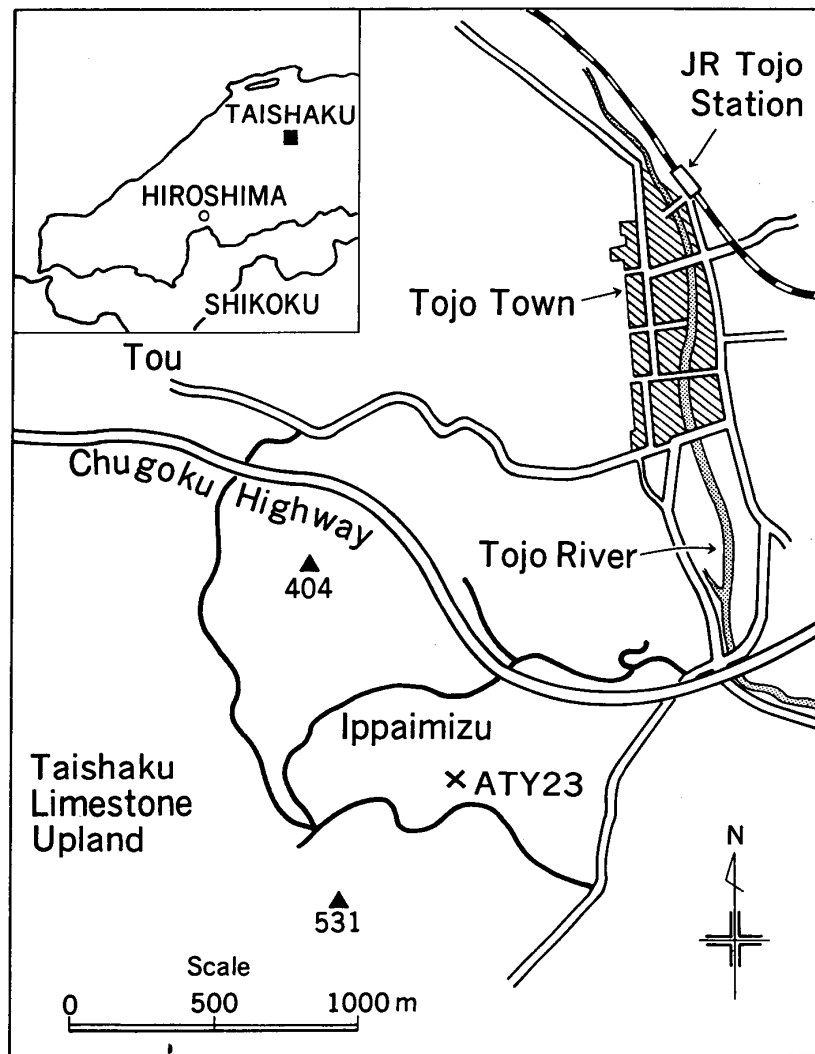 TAISHAKU
HIROSHIMA
SHIKOKU
JR Tojo
Station
Tojo Town
Tou
Chugoku Highway
Tojo River
404
Ippaimizu
ATY23
Taishaku
Limestone
Upland
531
N
Scale
0 500 1000 m